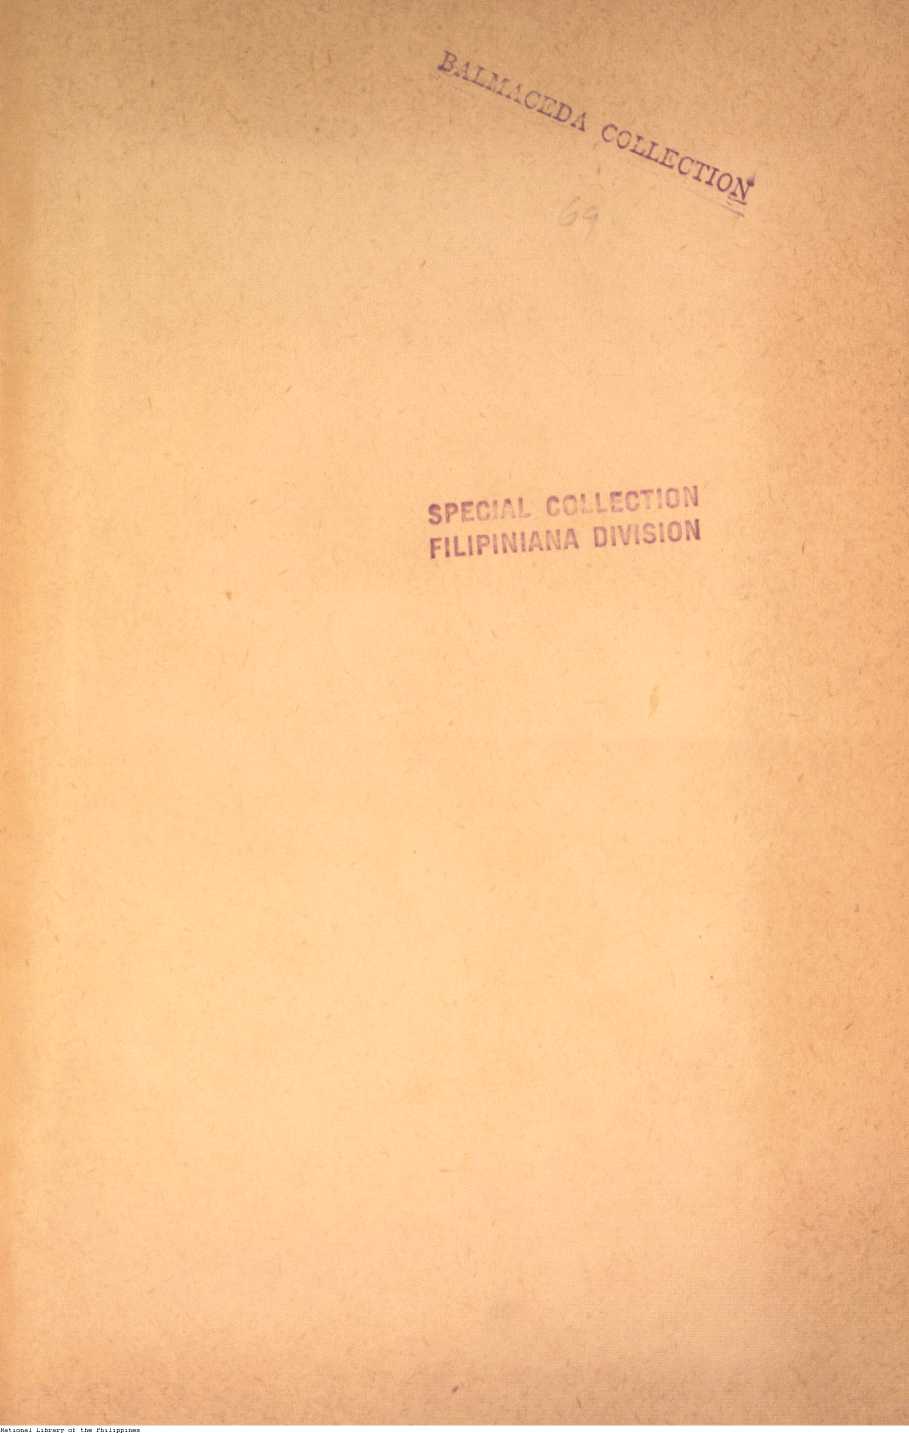 BALMACEDA COLLECTION
69
SPECIAL COLLECTION
FILIPINIANA DIVISION
National Library of the Philippines